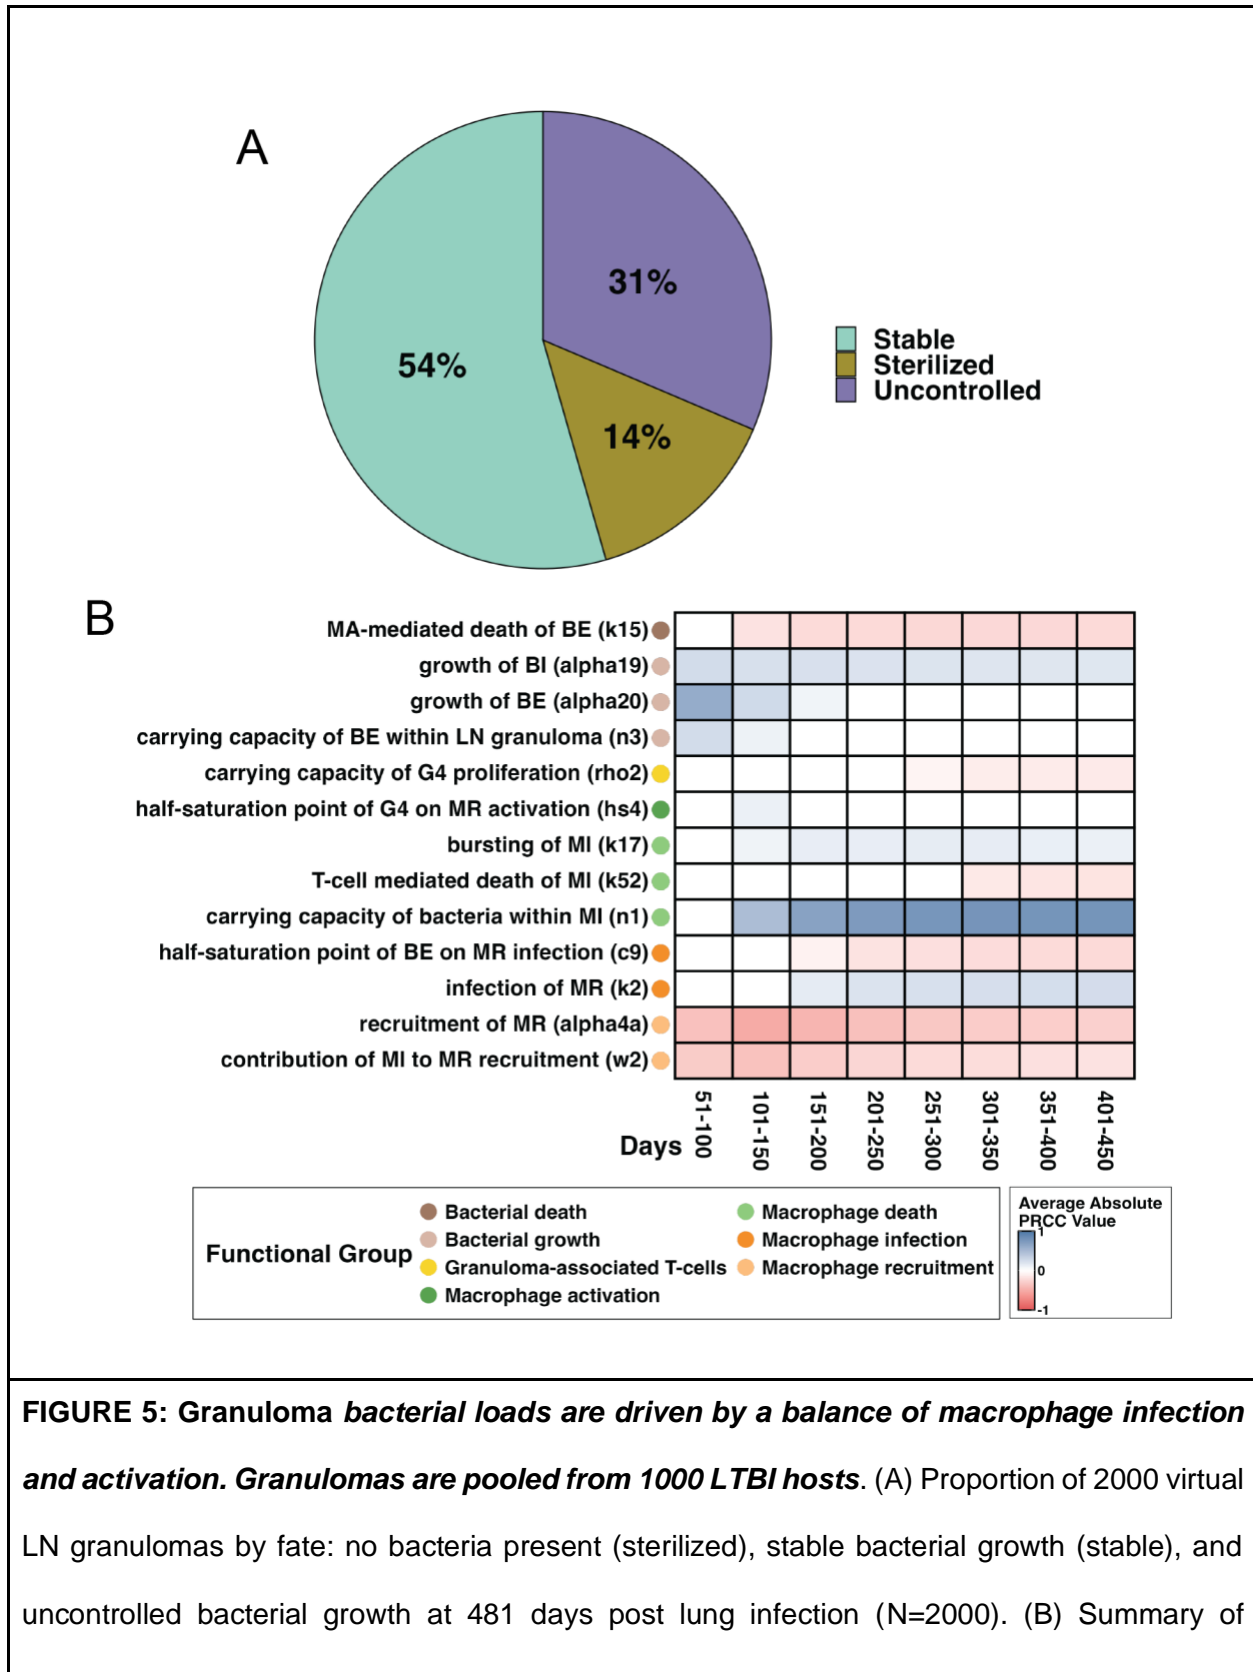 A
31%
54%
14%
Stable
Sterilized
Uncontrolled
B
MA-mediated death of BE (k15)
growth of BI (alpha19)
growth of BE (alpha20)
carrying capacity of BE within LN granuloma (n3)
carrying capacity of G4 proliferation (rho2)
half-saturation point of G4 on MR activation (hs4)
bursting of MI (k17)
T-cell mediated death of MI (k52)
carrying capacity of bacteria within MI (n1)
half-saturation point of BE on MR infection (c9)
infection of MR (k2)
recruitment of MR (alpha4a)
contribution of MI to MR recruitment (w2)
Days
51-100
101-150
151-200
201-250
251-300
301-350
351-400
401-450
Functional Group
Bacterial death
Bacterial growth
Granuloma-associated T-cells
Macrophage activation
Macrophage death
Macrophage infection
Macrophage recruitment
Average Absolute
PRCC Value
1
0
-1
FIGURE 5: Granuloma bacterial loads are driven by a balance of macrophage infection
and activation. Granulomas are pooled from 1000 LTBI hosts. (A) Proportion of 2000 virtual
LN granulomas by fate: no bacteria present (sterilized), stable bacterial growth (stable), and
uncontrolled bacterial growth at 481 days post lung infection (N=2000). (B) Summary of